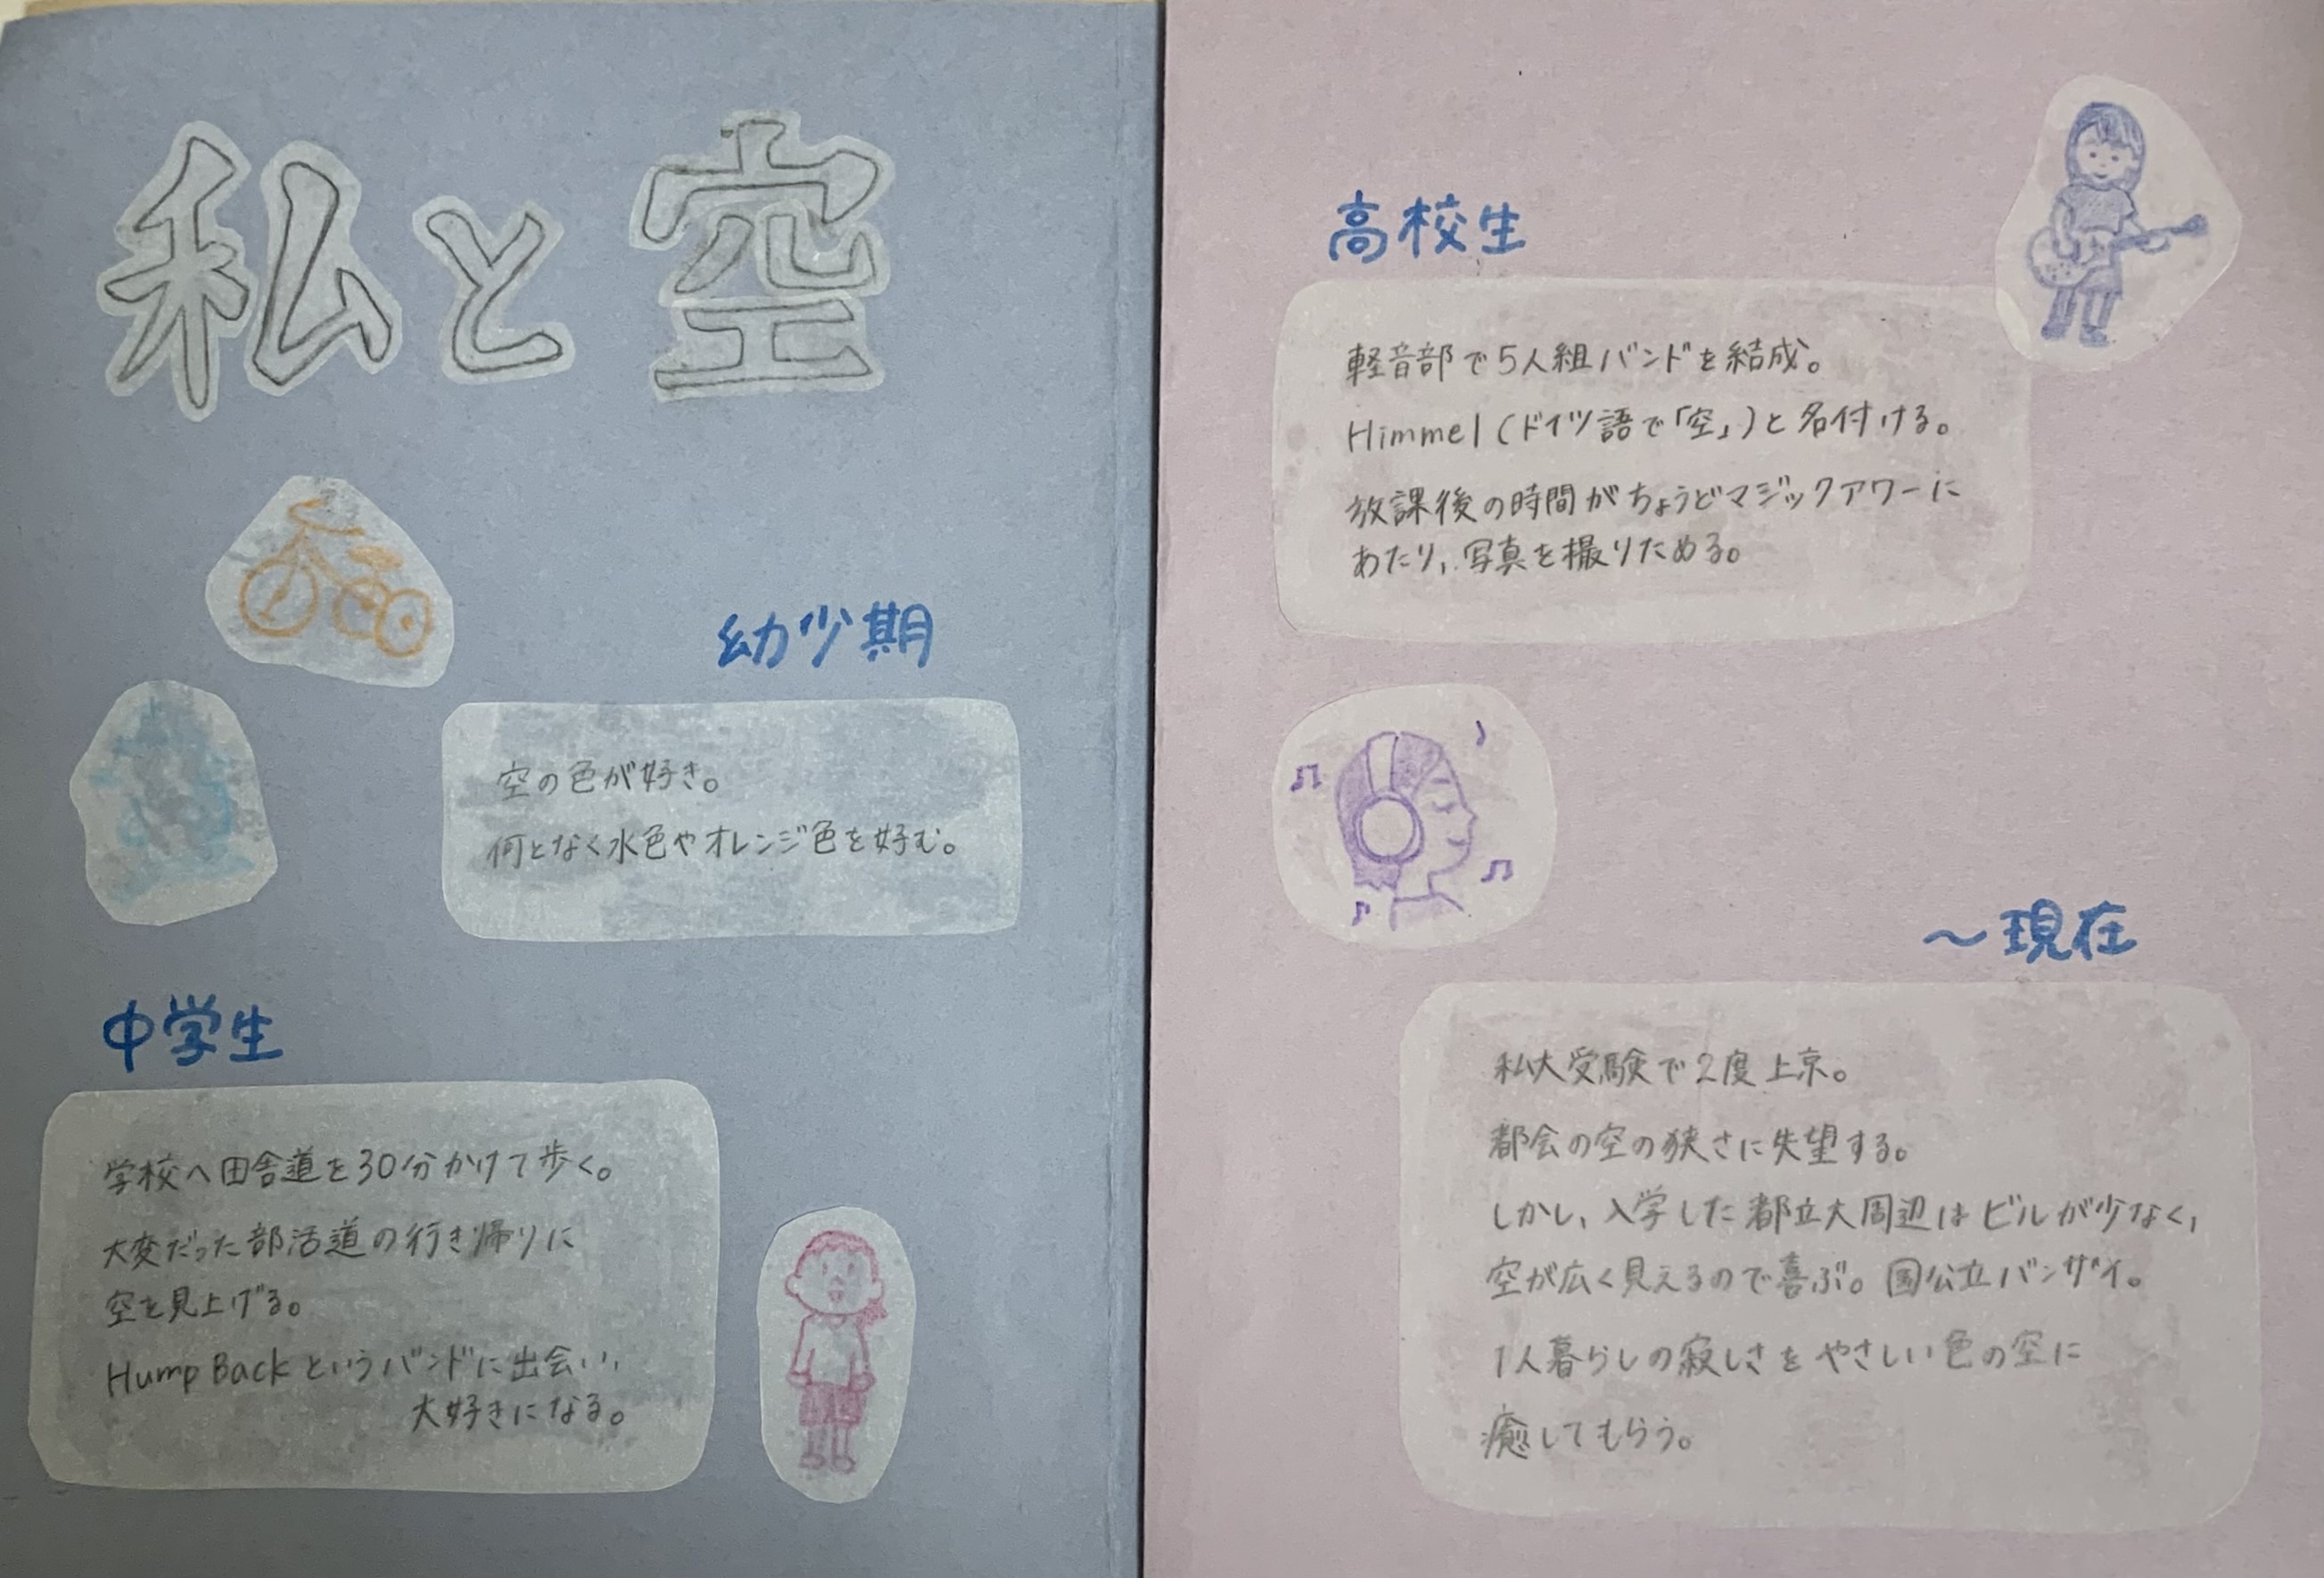 私と空
幼少期
空の色が好き。
何となく水色やオレンジ色を好む。
中学生
学校へ田舎道を30分かけて歩く。
大変だった部活道の行き帰りに
空を見上げる。
Hump Backというバンドに出会い、
大好きになる。
高校生
軽音部で5人組バンドを結成。
Himmel(ドイツ語で「空」)と名付ける。
放課後の時間がちょうどマジックアワーに
あたり、写真を撮りためる。
～現在
私大受験で2度上京。
都会の空の狭さに失望する。
しかし、入学した都立大周辺はビルが少なく、
空が広く見えるので喜ぶ。国公立バンザイ。
1人暮らしの寂しさをやさしい色の空に
癒してもらう。